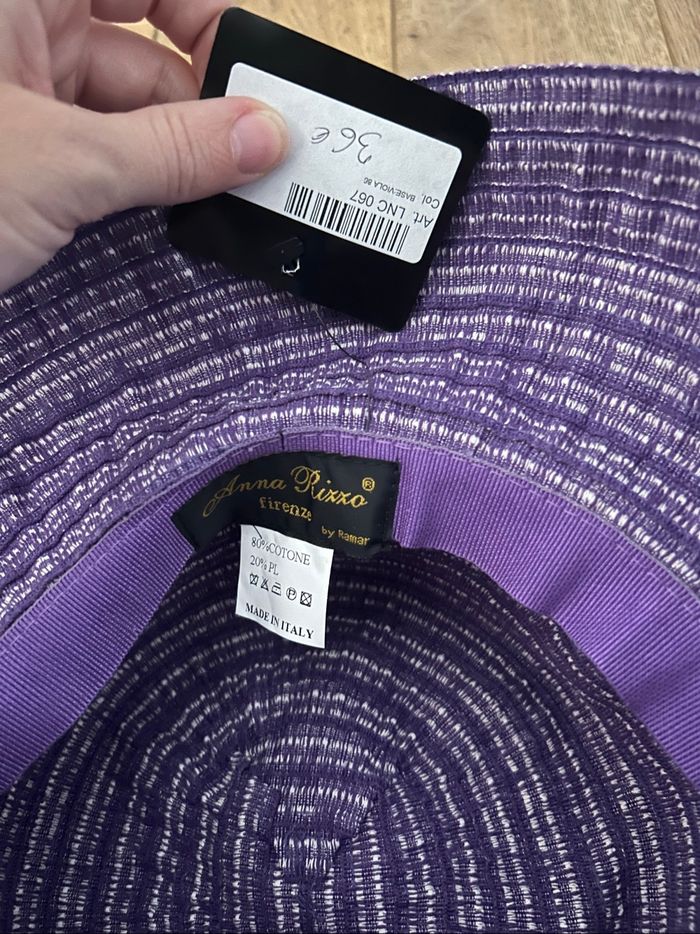 36 €
Art. LNC 067
Col. BASE/VIOLA 86
Anna Rizzo ®
firenze
by Ramar
80%COTONE
20% PL
MADE IN ITALY